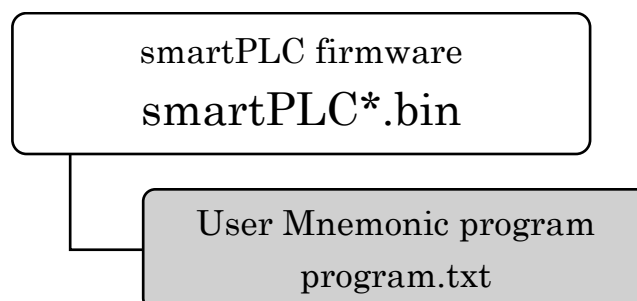 smartPLC firmware
smartPLC*.bin
User Mnemonic program
program.txt